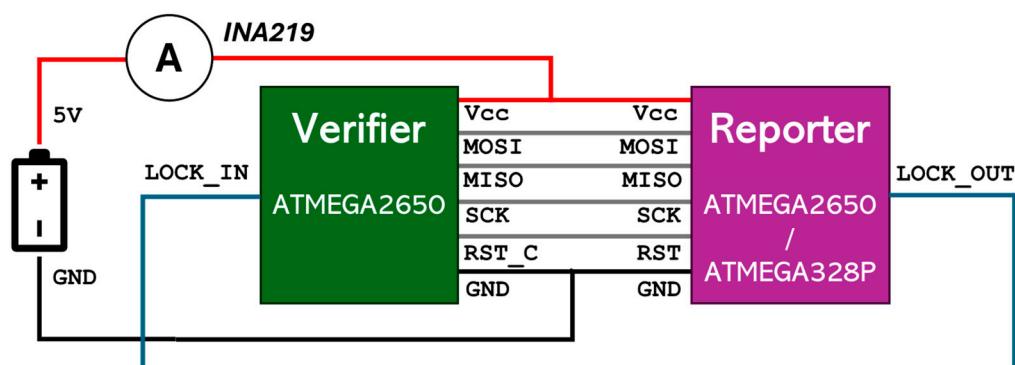 INA219
A
5V
+
-
GND
LOCK_IN
Verifier
ATMEGA2650
Vcc
MOSI
MISO
SCK
RST_C
GND
Vcc
MOSI
MISO
SCK
RST
GND
Reporter
ATMEGA2650
/
ATMEGA328P
LOCK_OUT